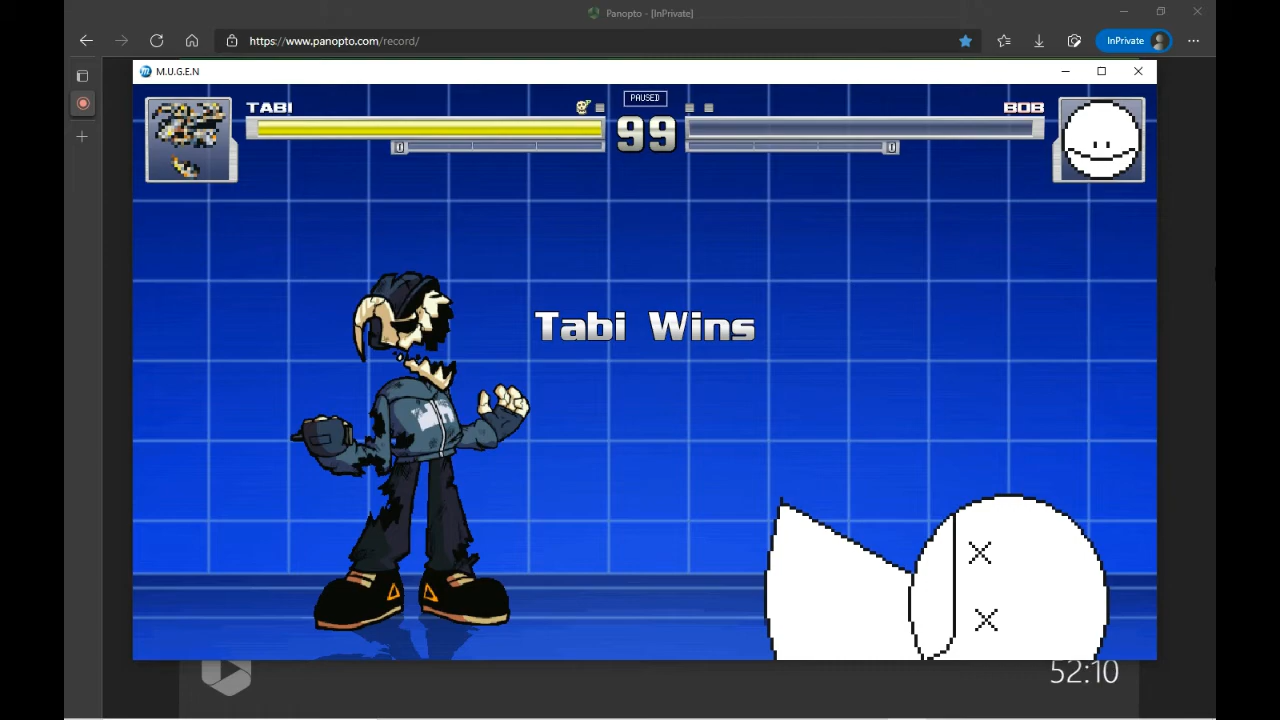 Panopto - [InPrivate]
https://www.panopto.com/record/
InPrivate
M.U.G.E.N
PAUSED
TABI
BOB
99
0
0
Tabi Wins
52:10